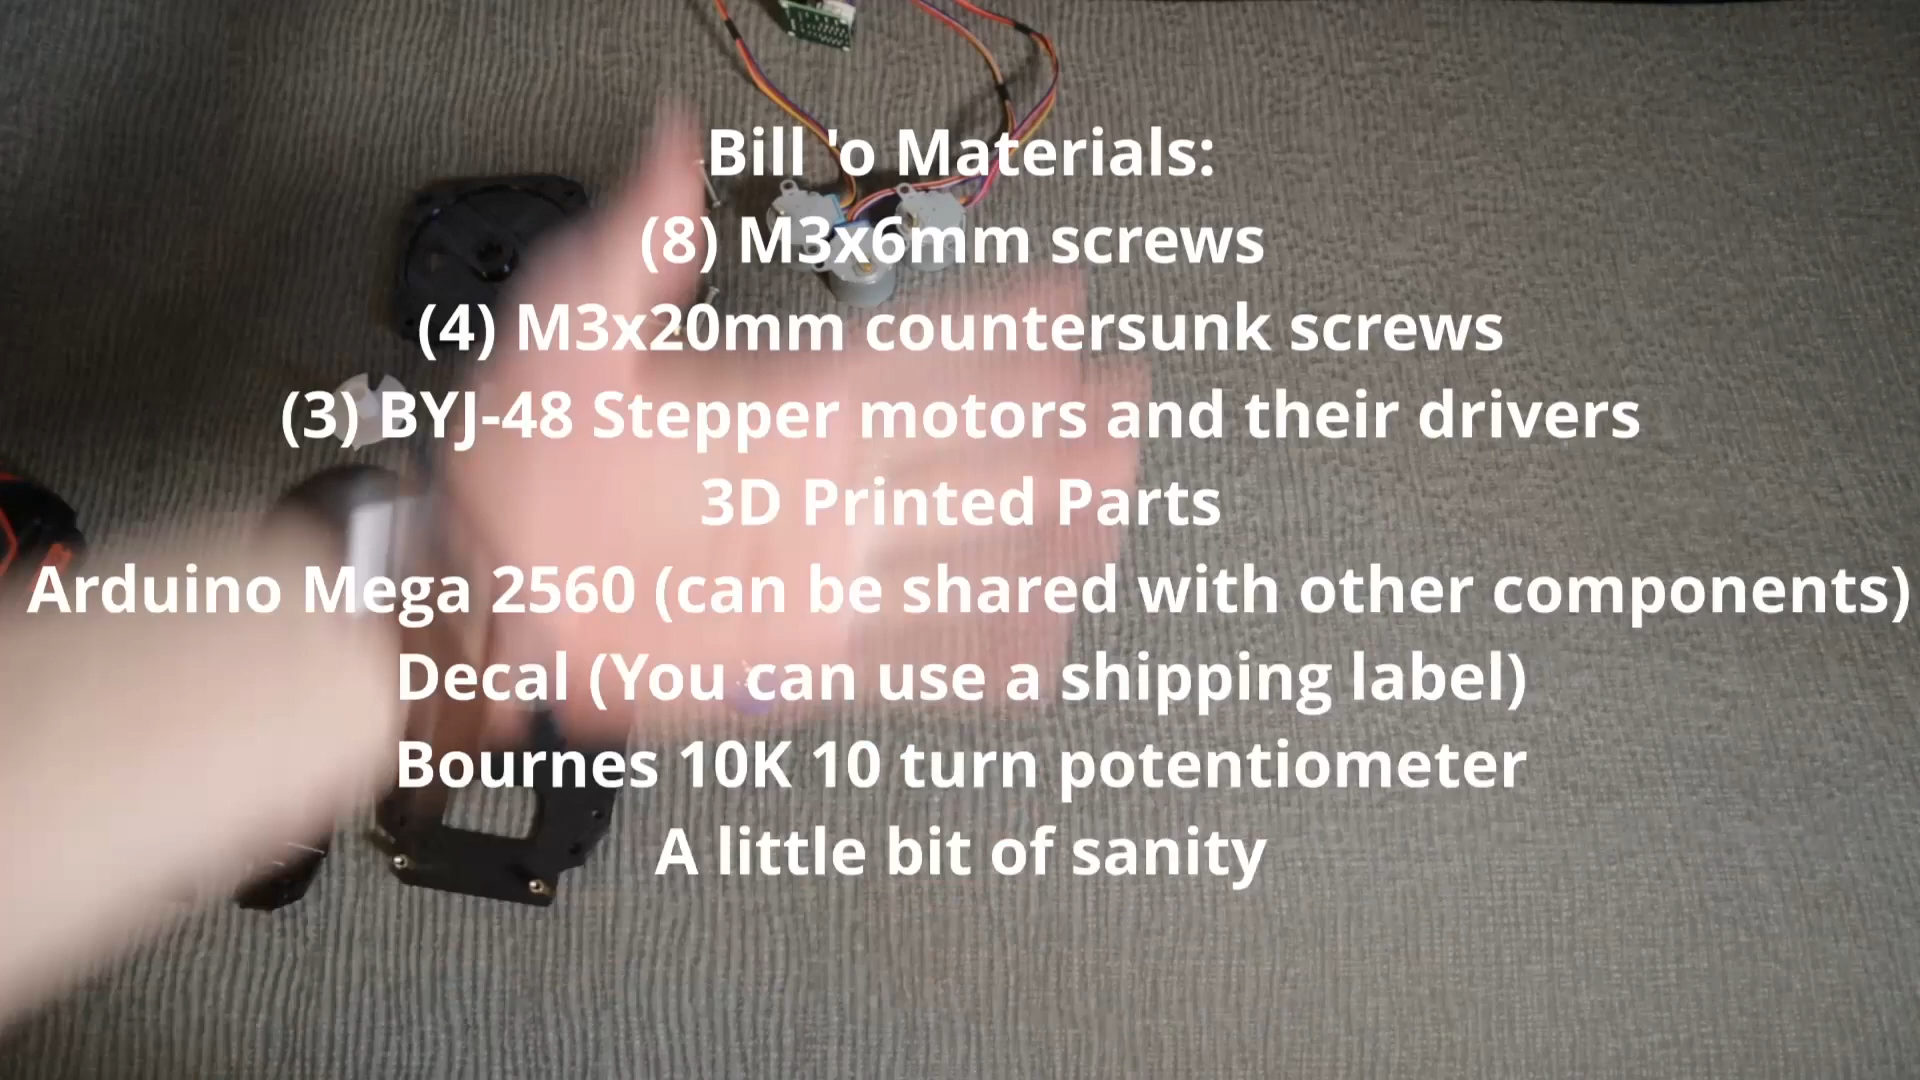 Bill 'o Materials:
(8) M3x6mm screws
(4) M3x20mm countersunk screws
(3) BYJ-48 Stepper motors and their drivers
3D Printed Parts
Arduino Mega 2560 (can be shared with other components)
Decal (You can use a shipping label)
Bournes 10K 10 turn potentiometer
A little bit of sanity